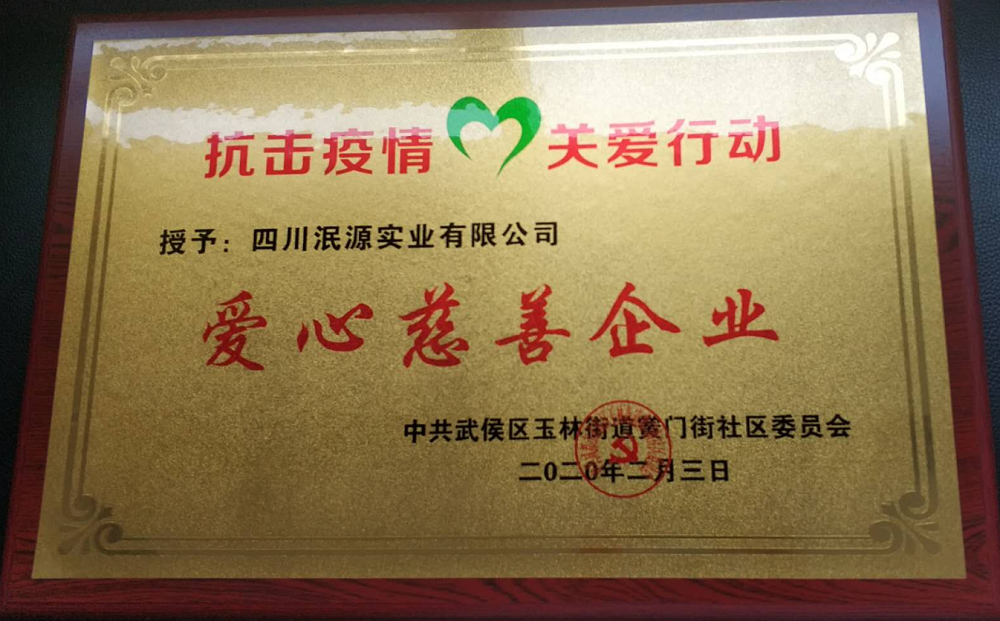 抗击疫情 关爱行动
授予：四川泯源实业有限公司
爱心慈善企业
中共武侯区玉林街道黉门街社区委员会
二0二0年二月三日